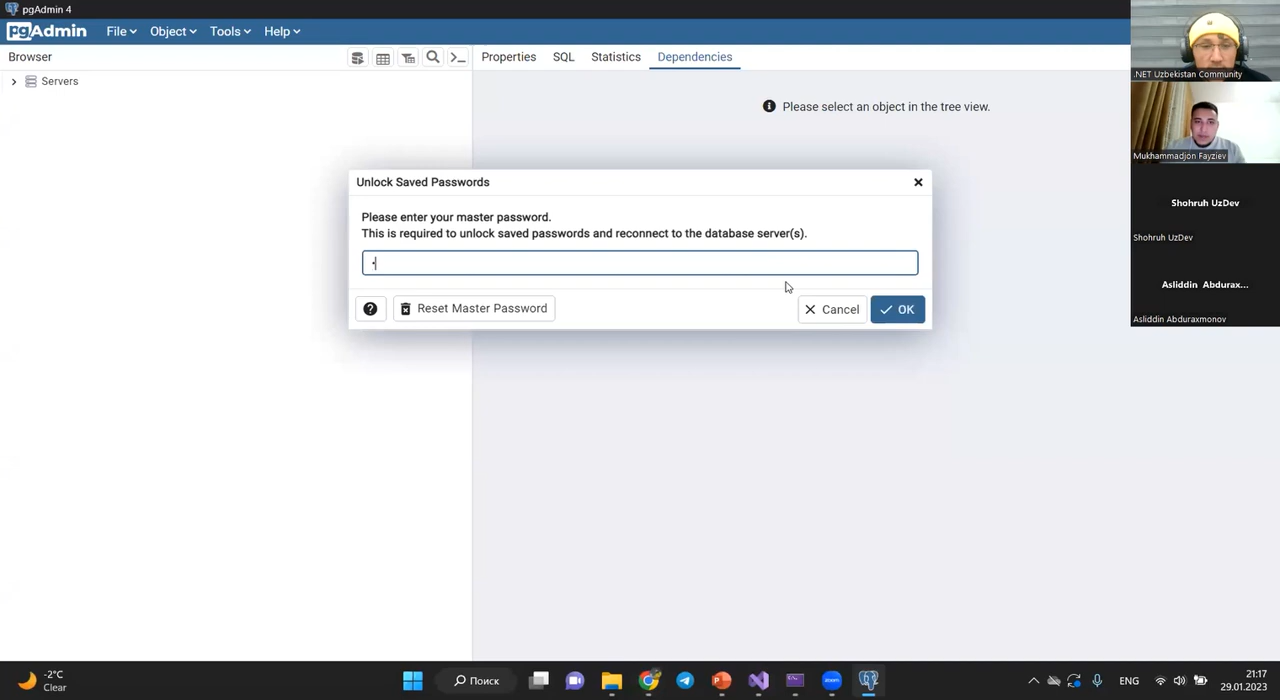 pgAdmin 4
pgAdmin
File
Object
Tools
Help
Browser
Properties
SQL
Statistics
Dependencies
Servers
Please select an object in the tree view.
Unlock Saved Passwords
Please enter your master password.
This is required to unlock saved passwords and reconnect to the database server(s).
Reset Master Password
Cancel
OK
.NET Uzbekistan Community
Mukhammadjon Fayziev
Shohruh UzDev
Shohruh UzDev
Asliddin Abdurax...
Asliddin Abduraxmonov
-2°C
Clear
Поиск
zoom
ENG
21:17
29.01.2023